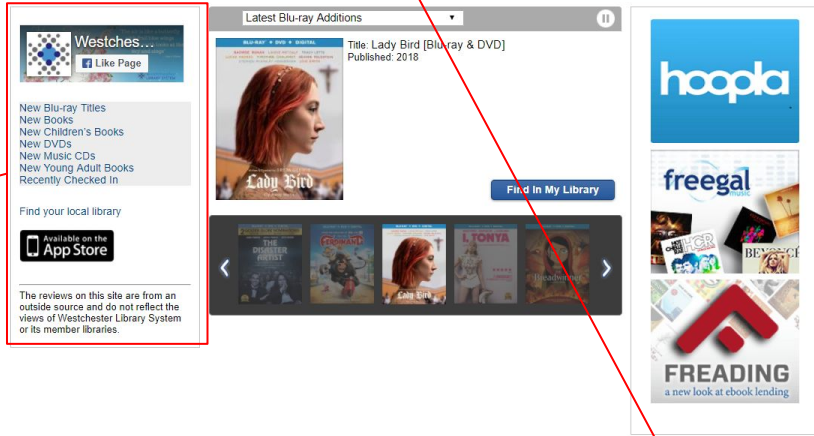 Westches...
Like Page
New Blu-ray Titles
New Books
New Children's Books
New DVDs
New Music CDs
New Young Adult Books
Recently Checked In
Find your local library
Available on the
App Store
The reviews on this site are from an
outside source and do not reflect the
views of Westchester Library System
or its member libraries.
Latest Blu-ray Additions
BLU-RAY + DVD + DIGITAL
Lady Bird
Title: Lady Bird [Blu-ray & DVD]
Published: 2018
Find In My Library
THE
DISASTER
ARTIST
FERDINAND
Lady Bird
I, TONYA
Breadwinner
hoopla
freegal
music
HCR
BEYONCÉ
FREADING
a new look at ebook lending